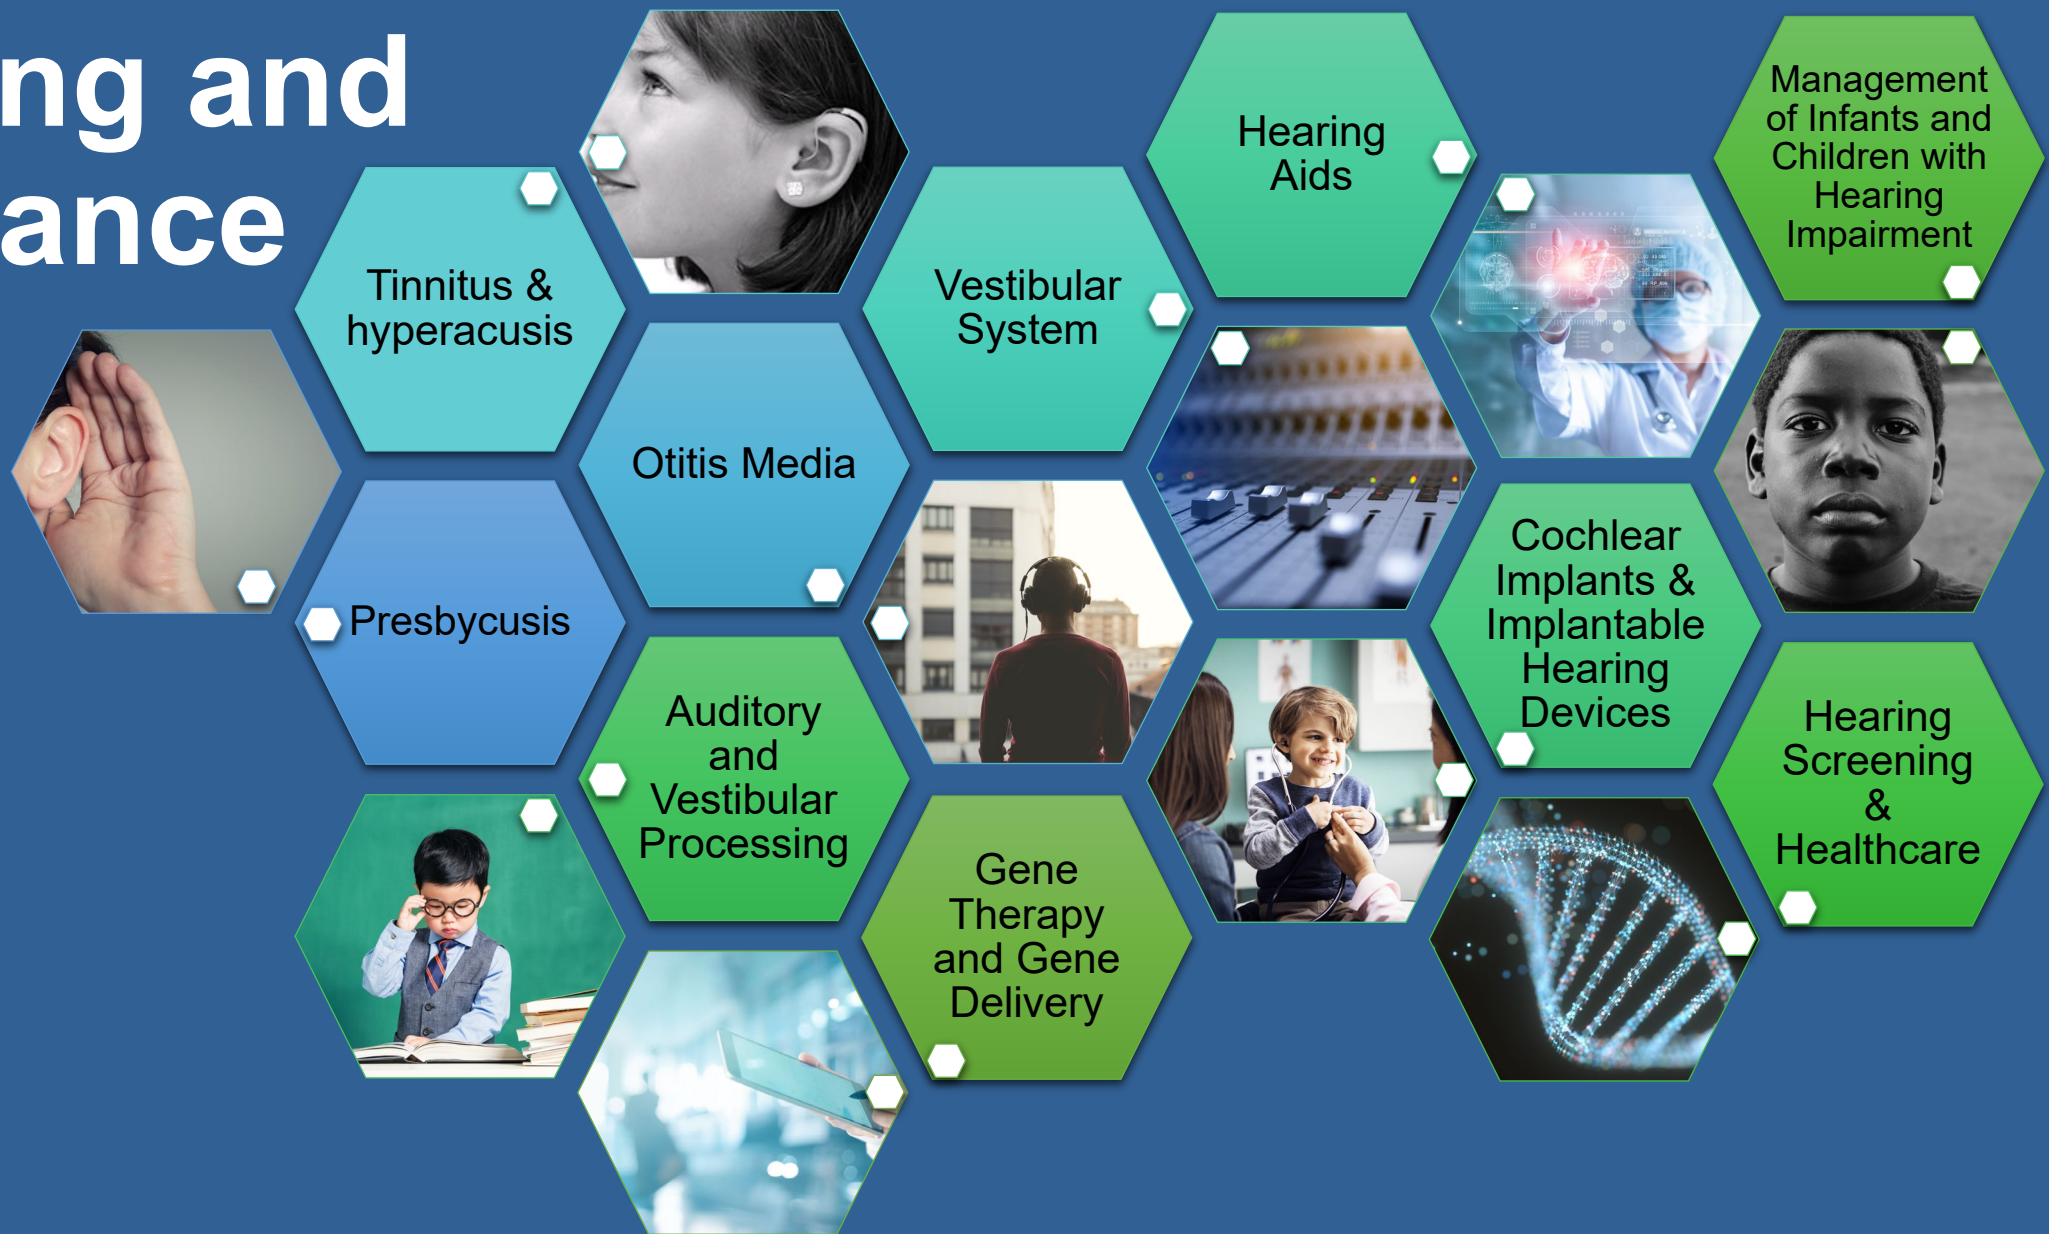 ng and
ance
Tinnitus &
hyperacusis
Presbycusis
Otitis Media
Auditory
and
Vestibular
Processing
Vestibular
System
Gene
Therapy
and Gene
Delivery
Hearing
Aids
Cochlear
Implants &
Implantable
Hearing
Devices
Management
of Infants and
Children with
Hearing
Impairment
Hearing
Screening
&
Healthcare